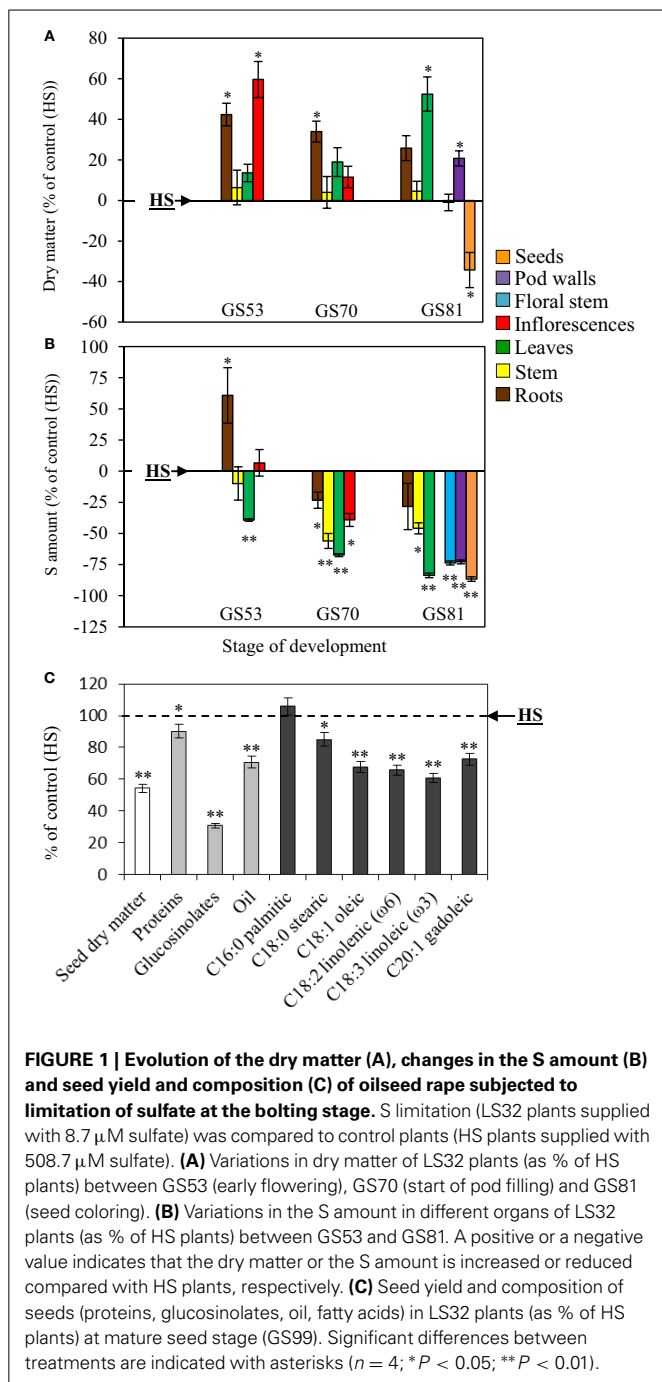 A
Dry matter (% of control (HS))
80
60
40
20
0
-20
-40
-60
HS
* * * * * *
*
GS53 GS70 GS81
Seeds
Pod walls
Floral stem
Inflorescences
Leaves
Stem
Roots
B
S amount (% of control (HS))
100
75
50
25
0
-25
-50
-75
-100
-125
HS
*
** * ** ** * * ** ** ** **
GS53 GS70 GS81
Stage of development
C
% of control (HS)
120
100
80
60
40
20
0
HS
** * ** ** * ** ** ** **
Seed dry matter
Proteins
Glucosinolates
Oil
C16:0 palmitic
C18:0 stearic
C18:1 oleic
C18:2 linolenic (ω6)
C18:3 linoleic (ω3)
C20:1 gadoleic
FIGURE 1 | Evolution of the dry matter (A), changes in the S amount (B)
and seed yield and composition (C) of oilseed rape subjected to
limitation of sulfate at the bolting stage. S limitation (LS32 plants supplied
with 8.7 μM sulfate) was compared to control plants (HS plants supplied with
508.7 μM sulfate). (A) Variations in dry matter of LS32 plants (as % of HS
plants) between GS53 (early flowering), GS70 (start of pod filling) and GS81
(seed coloring). (B) Variations in the S amount in different organs of LS32
plants (as % of HS plants) between GS53 and GS81. A positive or a negative
value indicates that the dry matter or the S amount is increased or reduced
compared with HS plants, respectively. (C) Seed yield and composition of
seeds (proteins, glucosinolates, oil, fatty acids) in LS32 plants (as % of HS
plants) at mature seed stage (GS99). Significant differences between
treatments are indicated with asterisks (n = 4; *P < 0.05; **P < 0.01).